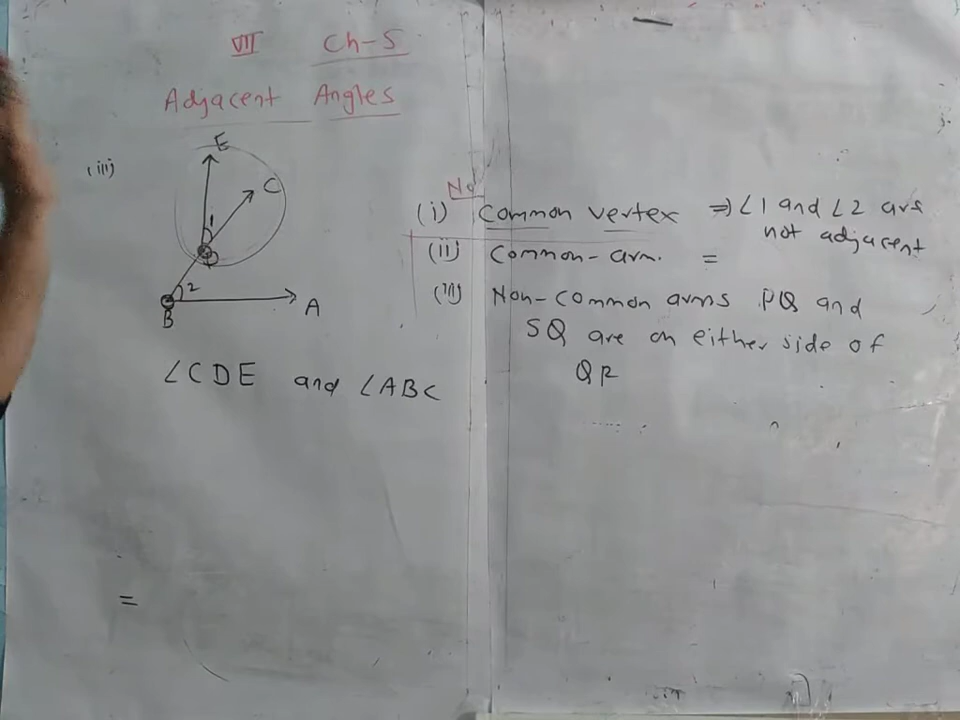 VII Ch-5
Adjacent Angles
(iii)
E
C
1
D
2
B
A
∠CDE and ∠ABC
No
(i) Common vertex ⇒ ∠1 and ∠2 are
not adjacent
(ii) Common-arm. =
(iii) Non-common arms PQ and
SQ are on either side of
QR
=